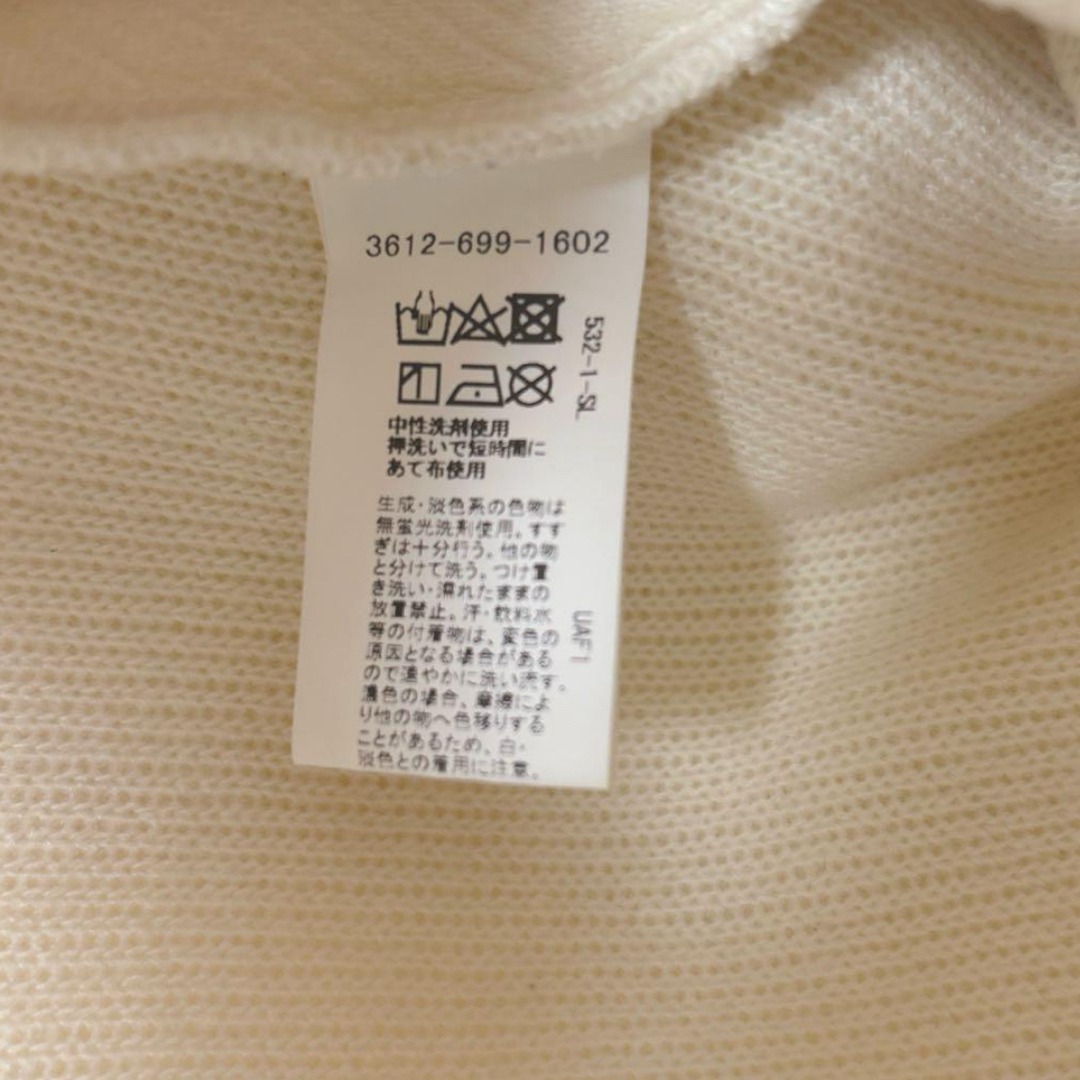 3612-699-1602
532-1-SL
中性洗剤使用
押洗いで短時間に
あて布使用
生成・淡色系の色物は
無蛍光洗剤使用。すす
ぎは十分行う。他の物
と分けて洗う。つけ置
き洗い・濡れたままの
放置禁止。汗・飲料水
等の付着物は、変色の
原因となる場合がある
ので速やかに洗い流す。
濃色の場合、摩擦によ
り他の物へ色移りする
ことがあるため、白・
淡色との着用に注意。
UAF1